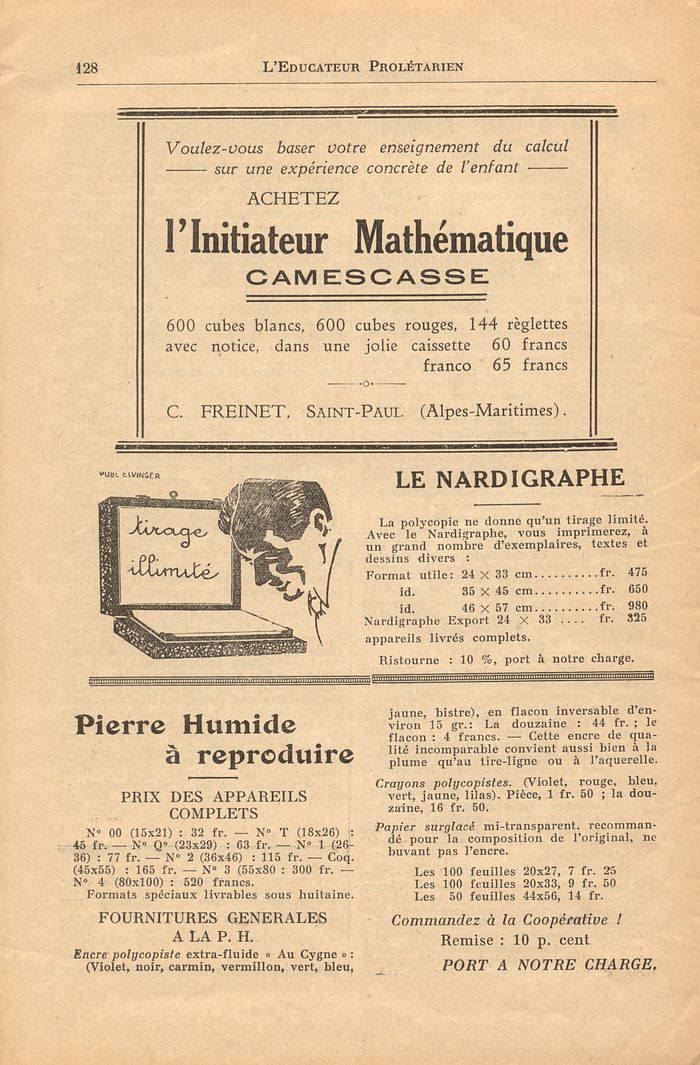 128
L'EDUCATEUR PROLÉTARIEN
Voulez-vous baser votre enseignement du calcul
sur une expérience concrète de l'enfant
ACHETEZ
l'Initiateur Mathématique
CAMESCASSE
600 cubes blancs, 600 cubes rouges, 144 règlettes
avec notice, dans une jolie caissette 60 francs
franco 65 francs
C. FREINET, SAINT-PAUL (Alpes-Maritimes).
PUBL. ELVINGER
tirage
illimité
LE NARDIGRAPHE
La polycopie ne donne qu'un tirage limité.
Avec le Nardigraphe, vous imprimerez, à
un grand nombre d'exemplaires, textes et
dessins divers :
Format utile: 24 × 33 cm..........fr. 475
id. 35 × 45 cm..........fr. 650
id. 46 × 57 cm..........fr. 980
Nardigraphe Export 24 × 33 .... fr. 325
appareils livrés complets.
Ristourne : 10 %, port à notre charge.
Pierre Humide
à reproduire
PRIX DES APPAREILS
COMPLETS
N° 00 (15x21) : 32 fr. — N° T (18x26) :
45 fr. — N° Q° (23x29) : 63 fr. — N° 1 (26-
36) : 77 fr. — N° 2 (36x46) : 115 fr. — Coq.
(45x55) : 165 fr. — N° 3 (55x80 : 300 fr. —
N° 4 (80x100) : 520 francs.
Formats spéciaux livrables sous huitaine.
FOURNITURES GENERALES
A LA P. H.
Encre polycopiste extra-fluide « Au Cygne » :
(Violet, noir, carmin, vermillon, vert, bleu,
jaune, bistre), en flacon inversable d'en-
viron 15 gr.: La douzaine : 44 fr. ; le
flacon : 4 francs. — Cette encre de qua-
lité incomparable convient aussi bien à la
plume qu'au tire-ligne ou à l'aquerelle.
Crayons polycopistes. (Violet, rouge, bleu,
vert, jaune, lilas). Pièce, 1 fr. 50 ; la dou-
zaine, 16 fr. 50.
Papier surglacé mi-transparent, recomman-
dé pour la composition de l'original, ne
buvant pas l'encre.
Les 100 feuilles 20x27, 7 fr. 25
Les 100 feuilles 20x33, 9 fr. 50
Les 50 feuilles 44x56, 14 fr.
Commandez à la Coopérative !
Remise : 10 p. cent
PORT A NOTRE CHARGE.